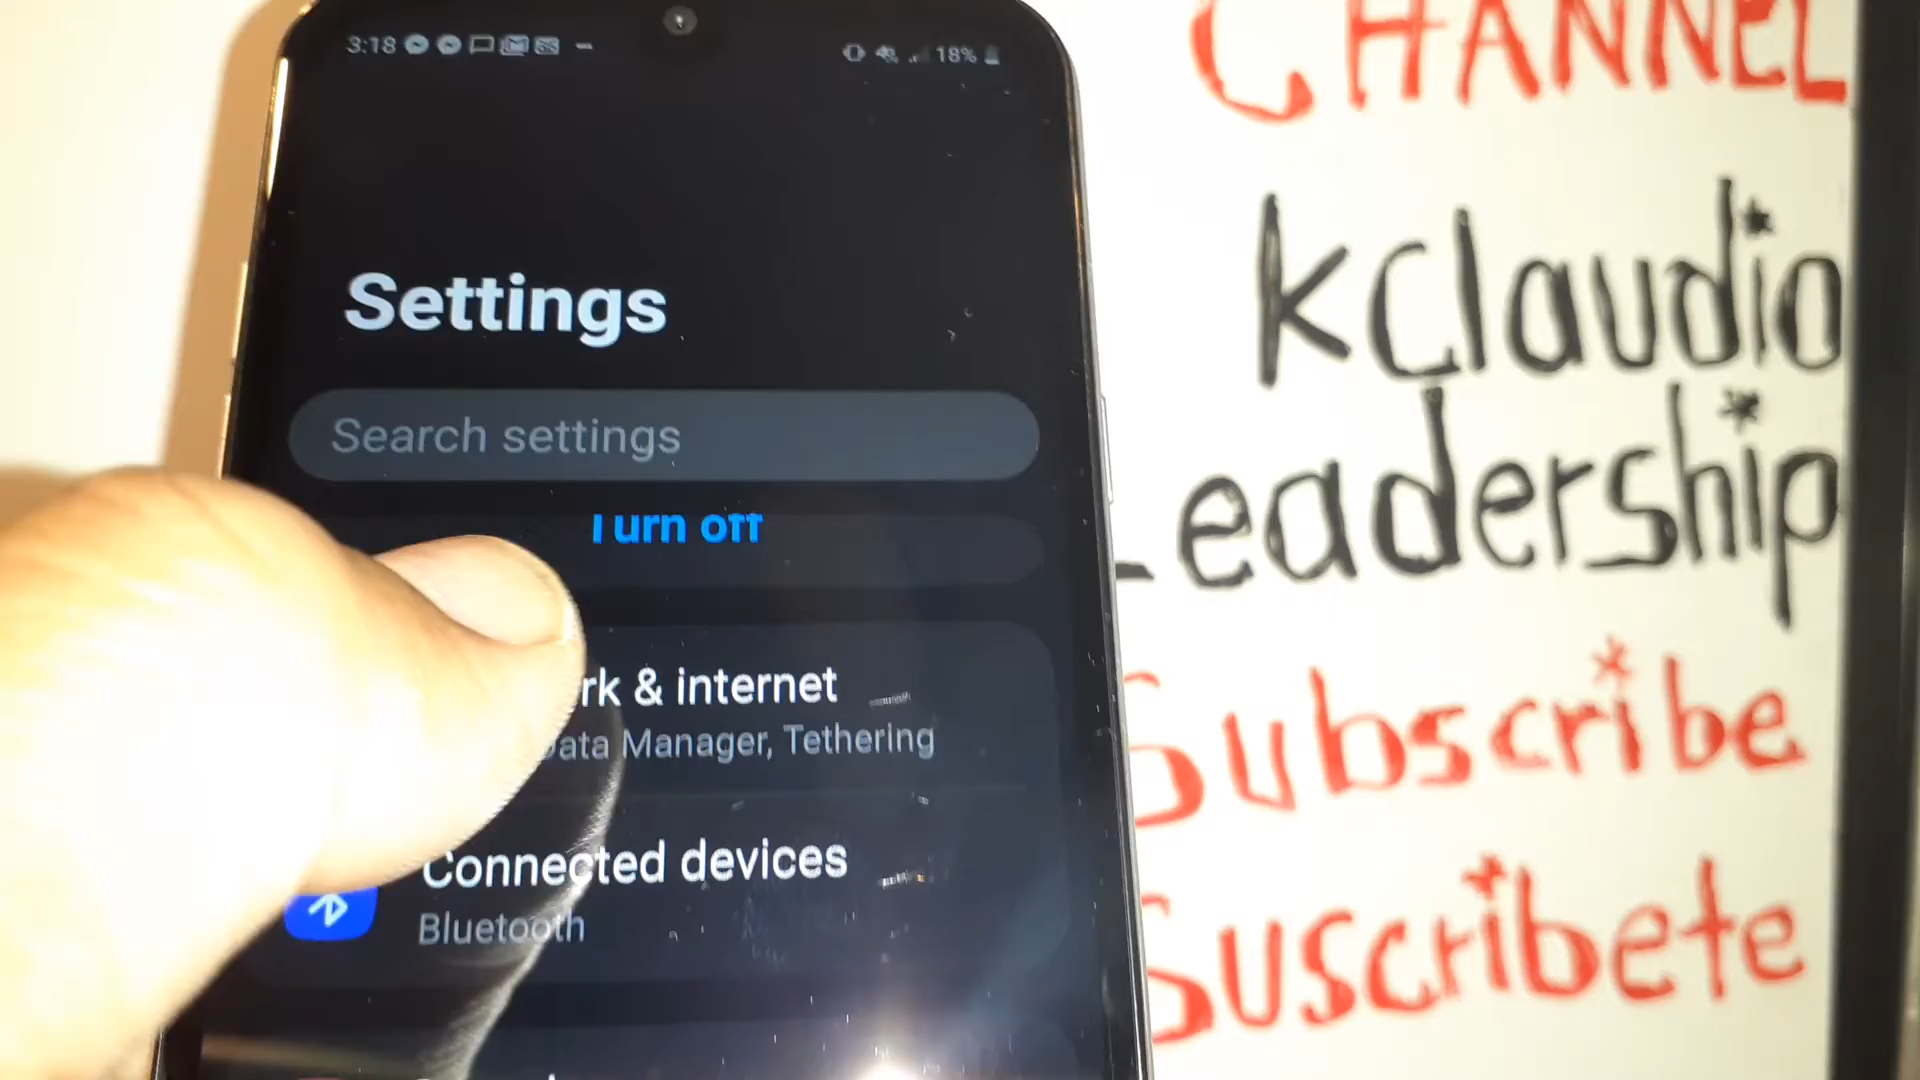 3:18 18%
Settings
Search settings
Turn off
rk & internet
Data Manager, Tethering
Connected devices
Bluetooth
CHANNEL
Kclaudio
Leadership
Subscribe
Suscribete